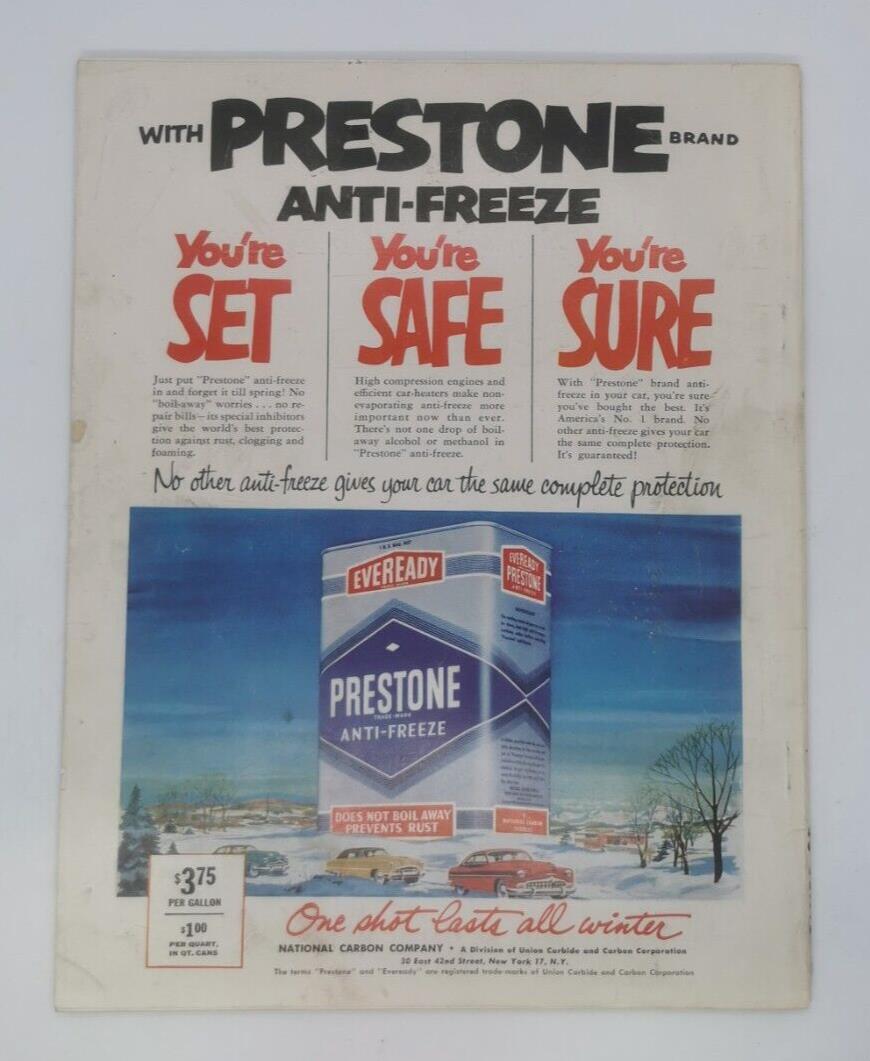 WITH PRESTONE BRAND
ANTI-FREEZE
You're
SET
Just put "Prestone" anti-freeze
in and forget it till spring! No
"boil-away" worries . . . no re-
pair bills—its special inhibitors
give the world's best protec-
tion against rust, clogging and
foaming.
You're
SAFE
High compression engines and
efficient car-heaters make non-
evaporating anti-freeze more
important now than ever.
There's not one drop of boil-
away alcohol or methanol in
"Prestone" anti-freeze.
You're
SURE
With "Prestone" brand anti-
freeze in your car, you're sure
you've bought the best. It's
America's No. 1 brand. No
other anti-freeze gives your car
the same complete protection.
It's guaranteed!
No other anti-freeze gives your car the same complete protection
EVEREADY
TRADE-MARK
PRESTONE
TRADE-MARK
ANTI-FREEZE
DOES NOT BOIL AWAY
PREVENTS RUST
EVEREADY
PRESTONE
ANTI-FREEZE
$3.75
PER GALLON
$1.00
PER QUART,
IN QT. CANS
One shot lasts all winter
NATIONAL CARBON COMPANY • A Division of Union Carbide and Carbon Corporation
30 East 42nd Street, New York 17, N.Y.
The terms "Prestone" and "Eveready" are registered trade-marks of Union Carbide and Carbon Corporation